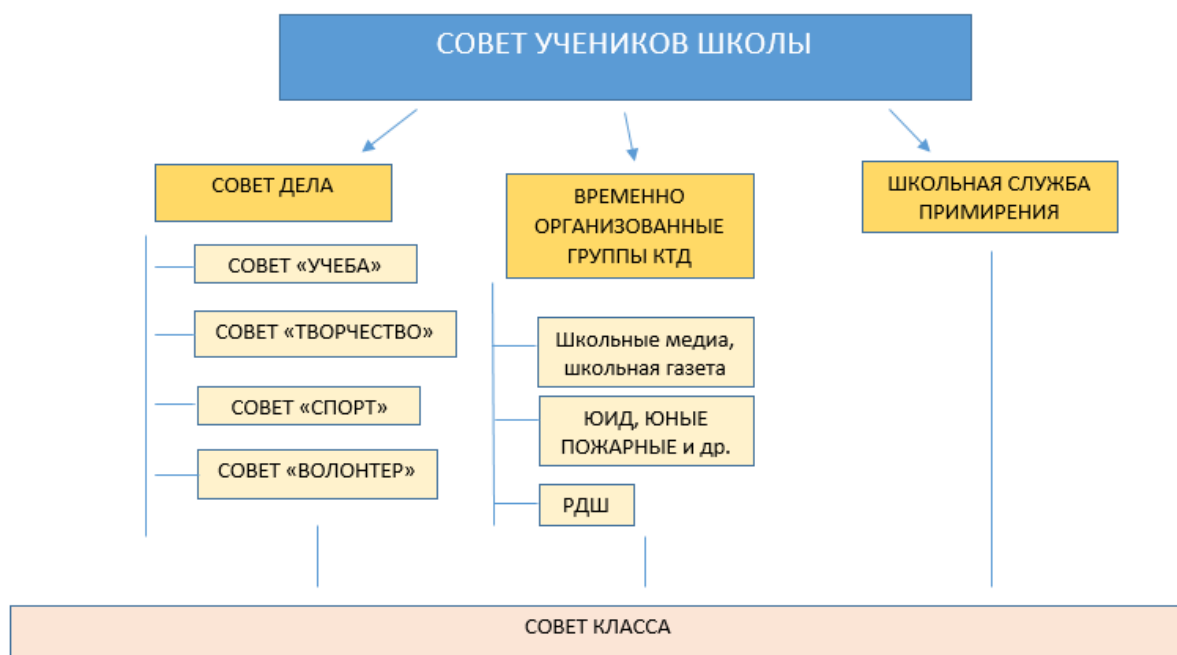 СОВЕТ УЧЕНИКОВ ШКОЛЫ
СОВЕТ ДЕЛА
СОВЕТ «УЧЕБА»
СОВЕТ «ТВОРЧЕСТВО»
СОВЕТ «СПОРТ»
СОВЕТ «ВОЛОНТЕР»
ВРЕМЕННО
ОРГАНИЗОВАННЫЕ
ГРУППЫ КТД
Школьные медиа,
школьная газета
ЮИД, ЮНЫЕ
ПОЖАРНЫЕ и др.
РДШ
ШКОЛЬНАЯ СЛУЖБА
ПРИМИРЕНИЯ
СОВЕТ КЛАССА